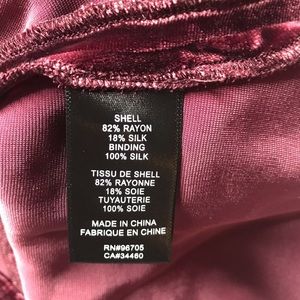 SHELL
82% RAYON
18% SILK
BINDING
100% SILK
TISSU DE SHELL
82% RAYONNE
18% SOIE
TUYAUTERIE
100% SOIE
MADE IN CHINA
FABRIQUE EN CHINE
RN#96705
CA#34460